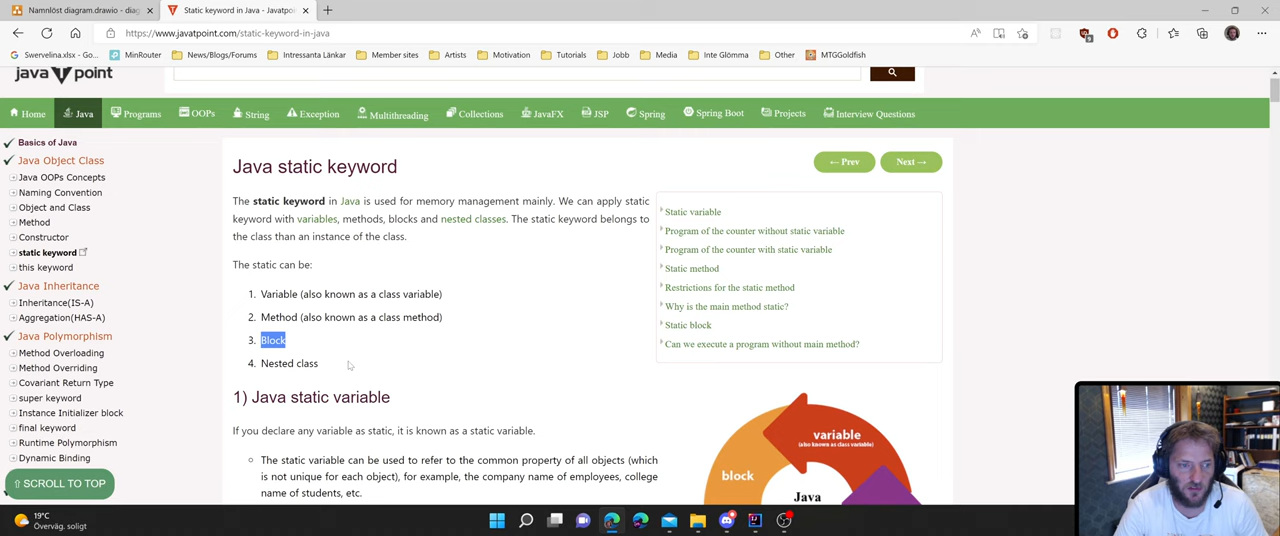 Namnlöst diagram.drawio - diag
Static keyword in Java - Javatpoint
https://www.javatpoint.com/static-keyword-in-java
Swervelina.xlsx - Go...
MinRouter
News/Blogs/Forums
Intressanta Länkar
Member sites
Artists
Motivation
Tutorials
Jobb
Media
Inte Glömma
Other
MTGGoldfish
java point
Home
Java
Programs
OOPs
String
Exception
Multithreading
Collections
JavaFX
JSP
Spring
Spring Boot
Projects
Interview Questions
Basics of Java
Java Object Class
Java OOPs Concepts
Naming Convention
Object and Class
Method
Constructor
static keyword
this keyword
Java Inheritance
Inheritance(IS-A)
Aggregation(HAS-A)
Java Polymorphism
Method Overloading
Method Overriding
Covariant Return Type
super keyword
Instance Initializer block
final keyword
Runtime Polymorphism
Dynamic Binding
⇧ SCROLL TO TOP
Java static keyword
← Prev
Next →
The static keyword in Java is used for memory management mainly. We can apply static
keyword with variables, methods, blocks and nested classes. The static keyword belongs to
the class than an instance of the class.
The static can be:
1. Variable (also known as a class variable)
2. Method (also known as a class method)
3. Block
4. Nested class
Static variable
Program of the counter without static variable
Program of the counter with static variable
Static method
Restrictions for the static method
Why is the main method static?
Static block
Can we execute a program without main method?
1) Java static variable
If you declare any variable as static, it is known as a static variable.
The static variable can be used to refer to the common property of all objects (which
is not unique for each object), for example, the company name of employees, college
name of students, etc.
variable
(also known as class variable)
block
Java
19°C
Överväg. soligt